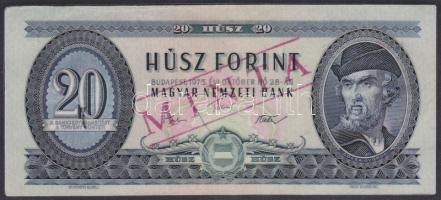 20 HÚSZ 20
HÚSZ FORINT
BUDAPEST, 1975. ÉVI OKTÓBER HÓ 28-ÁN
MAGYAR NEMZETI BANK
MINTA
20
HÚSZ
HÚSZ